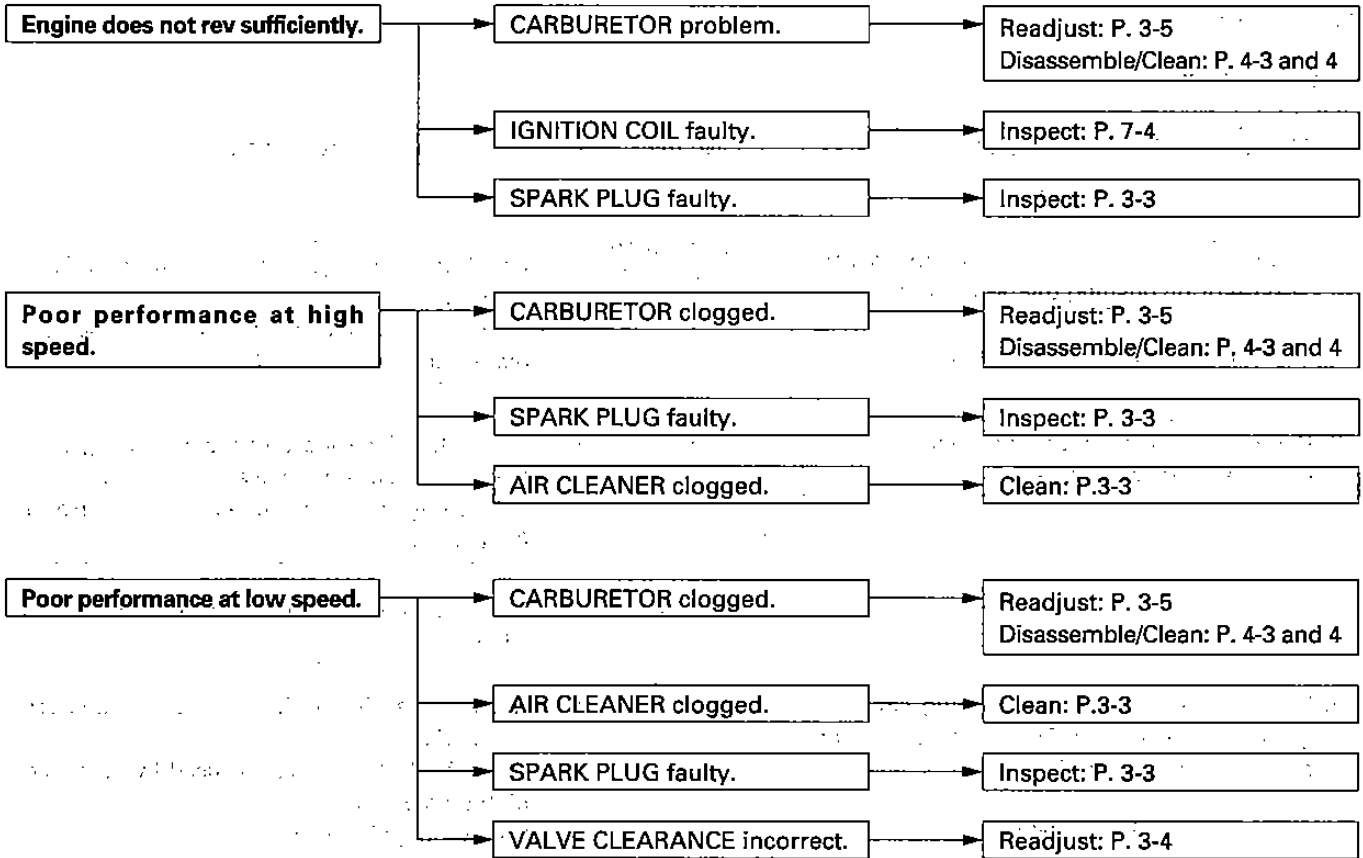 Engine does not rev sufficiently.
CARBURETOR problem.
Readjust: P. 3-5
Disassemble/Clean: P. 4-3 and 4
IGNITION COIL faulty.
Inspect: P. 7-4
SPARK PLUG faulty.
Inspect: P. 3-3
Poor performance at high
speed.
CARBURETOR clogged.
Readjust: P. 3-5
Disassemble/Clean: P. 4-3 and 4
SPARK PLUG faulty.
Inspect: P. 3-3
AIR CLEANER clogged.
Clean: P.3-3
Poor performance at low speed.
CARBURETOR clogged.
Readjust: P. 3-5
Disassemble/Clean: P. 4-3 and 4
AIR CLEANER clogged.
Clean: P.3-3
SPARK PLUG faulty.
Inspect: P. 3-3
VALVE CLEARANCE incorrect.
Readjust: P. 3-4